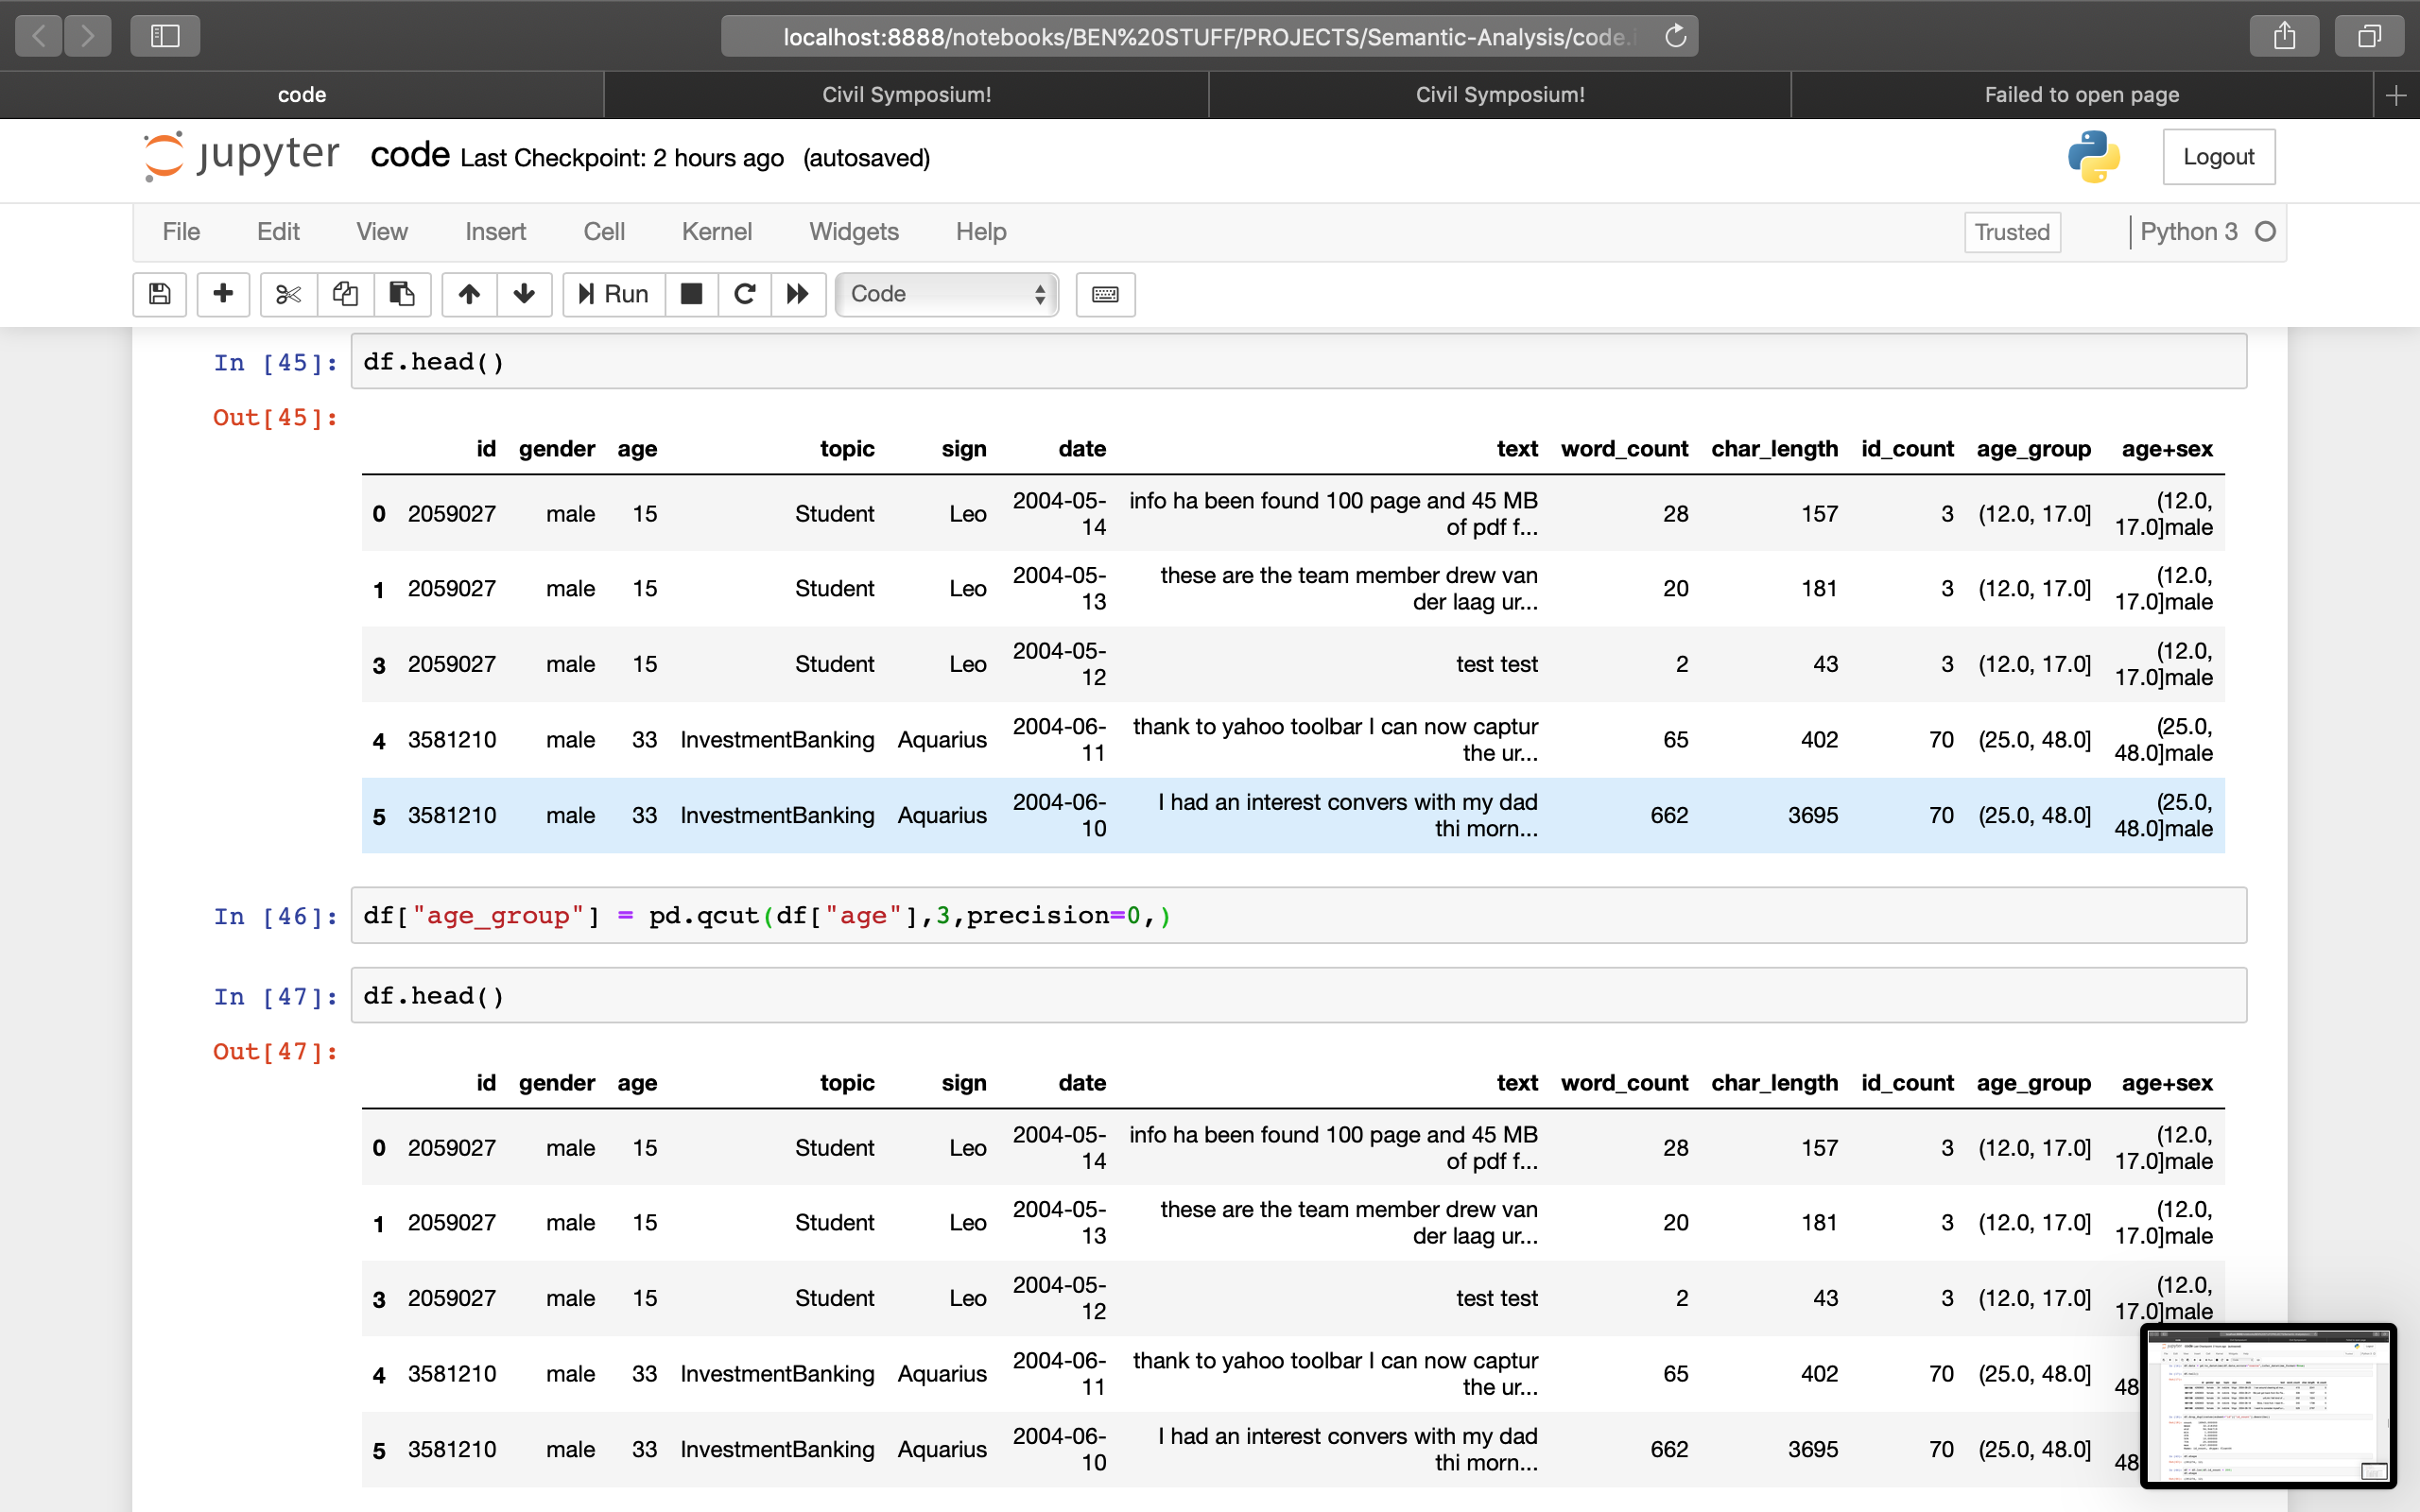 localhost:8888/notebooks/BEN%20STUFF/PROJECTS/Semantic-Analysis/code.i
code Civil Symposium! Civil Symposium! Failed to open page
jupyter code Last Checkpoint: 2 hours ago (autosaved) Logout
File Edit View Insert Cell Kernel Widgets Help Trusted Python 3
Run Code
In [45]: df.head()
Out[45]:
id gender age topic sign date text word_count char_length id_count age_group age+sex
0 2059027 male 15 Student Leo 2004-05- info ha been found 100 page and 45 MB 28 157 3 (12.0, 17.0] (12.0,
14 of pdf f... 17.0]male
1 2059027 male 15 Student Leo 2004-05- these are the team member drew van 20 181 3 (12.0, 17.0] (12.0,
13 der laag ur... 17.0]male
3 2059027 male 15 Student Leo 2004-05- test test 2 43 3 (12.0, 17.0] (12.0,
12 17.0]male
4 3581210 male 33 InvestmentBanking Aquarius 2004-06- thank to yahoo toolbar I can now captur 65 402 70 (25.0, 48.0] (25.0,
11 the ur... 48.0]male
5 3581210 male 33 InvestmentBanking Aquarius 2004-06- I had an interest convers with my dad 662 3695 70 (25.0, 48.0] (25.0,
10 thi morn... 48.0]male
In [46]: df["age_group"] = pd.qcut(df["age"],3,precision=0,)
In [47]: df.head()
Out[47]:
id gender age topic sign date text word_count char_length id_count age_group age+sex
0 2059027 male 15 Student Leo 2004-05- info ha been found 100 page and 45 MB 28 157 3 (12.0, 17.0] (12.0,
14 of pdf f... 17.0]male
1 2059027 male 15 Student Leo 2004-05- these are the team member drew van 20 181 3 (12.0, 17.0] (12.0,
13 der laag ur... 17.0]male
3 2059027 male 15 Student Leo 2004-05- test test 2 43 3 (12.0, 17.0] (12.0,
12 17.0]male
4 3581210 male 33 InvestmentBanking Aquarius 2004-06- thank to yahoo toolbar I can now captur 65 402 70 (25.0, 48.0]
11 the ur... 48
5 3581210 male 33 InvestmentBanking Aquarius 2004-06- I had an interest convers with my dad 662 3695 70 (25.0, 48.0]
10 thi morn... 48